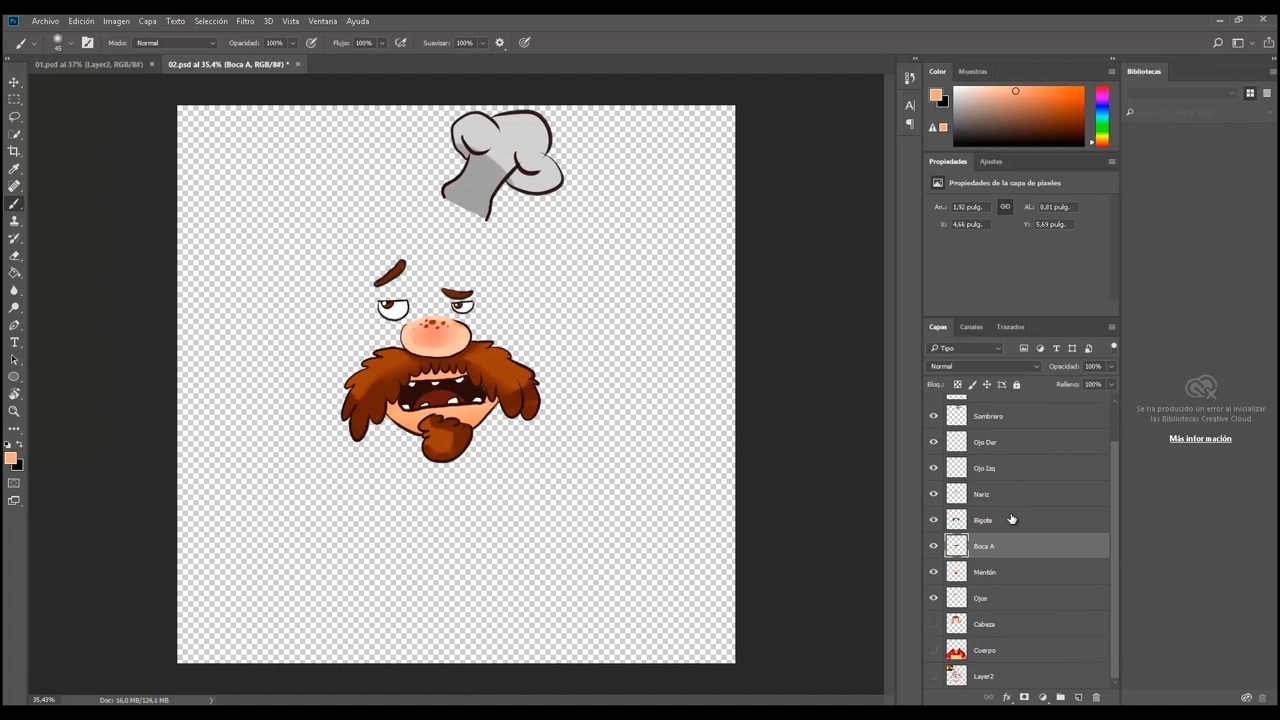 Ps Archivo Edición Imagen Capa Texto Selección Filtro 3D Vista Ventana Ayuda
45 Modo: Normal Opacidad: 100% Flujo: 100% Suavizar: 100%
01.psd al 37% (Layer2, RGB/8#) × 02.psd al 35,4% (Boca A, RGB/8#) * ×
Color Muestras
Bibliotecas
Propiedades Ajustes
Propiedades de la capa de píxeles
An.: 1,92 pulg. Al.: 0,81 pulg.
X: 4,66 pulg. Y: 5,69 pulg.
Capas Canales Trazados
Tipo
Normal Opacidad: 100%
Bloq.: Relleno: 100%
Sombrero
Ojo Der
Ojo Izq
Nariz
Bigote
Boca A
Mentón
Ojos
Cabeza
Cuerpo
Layer2
Se ha producido un error al inicializar
las Bibliotecas Creative Cloud
Más información
35,43% Doc: 16,0 MB/124,1 MB
fx